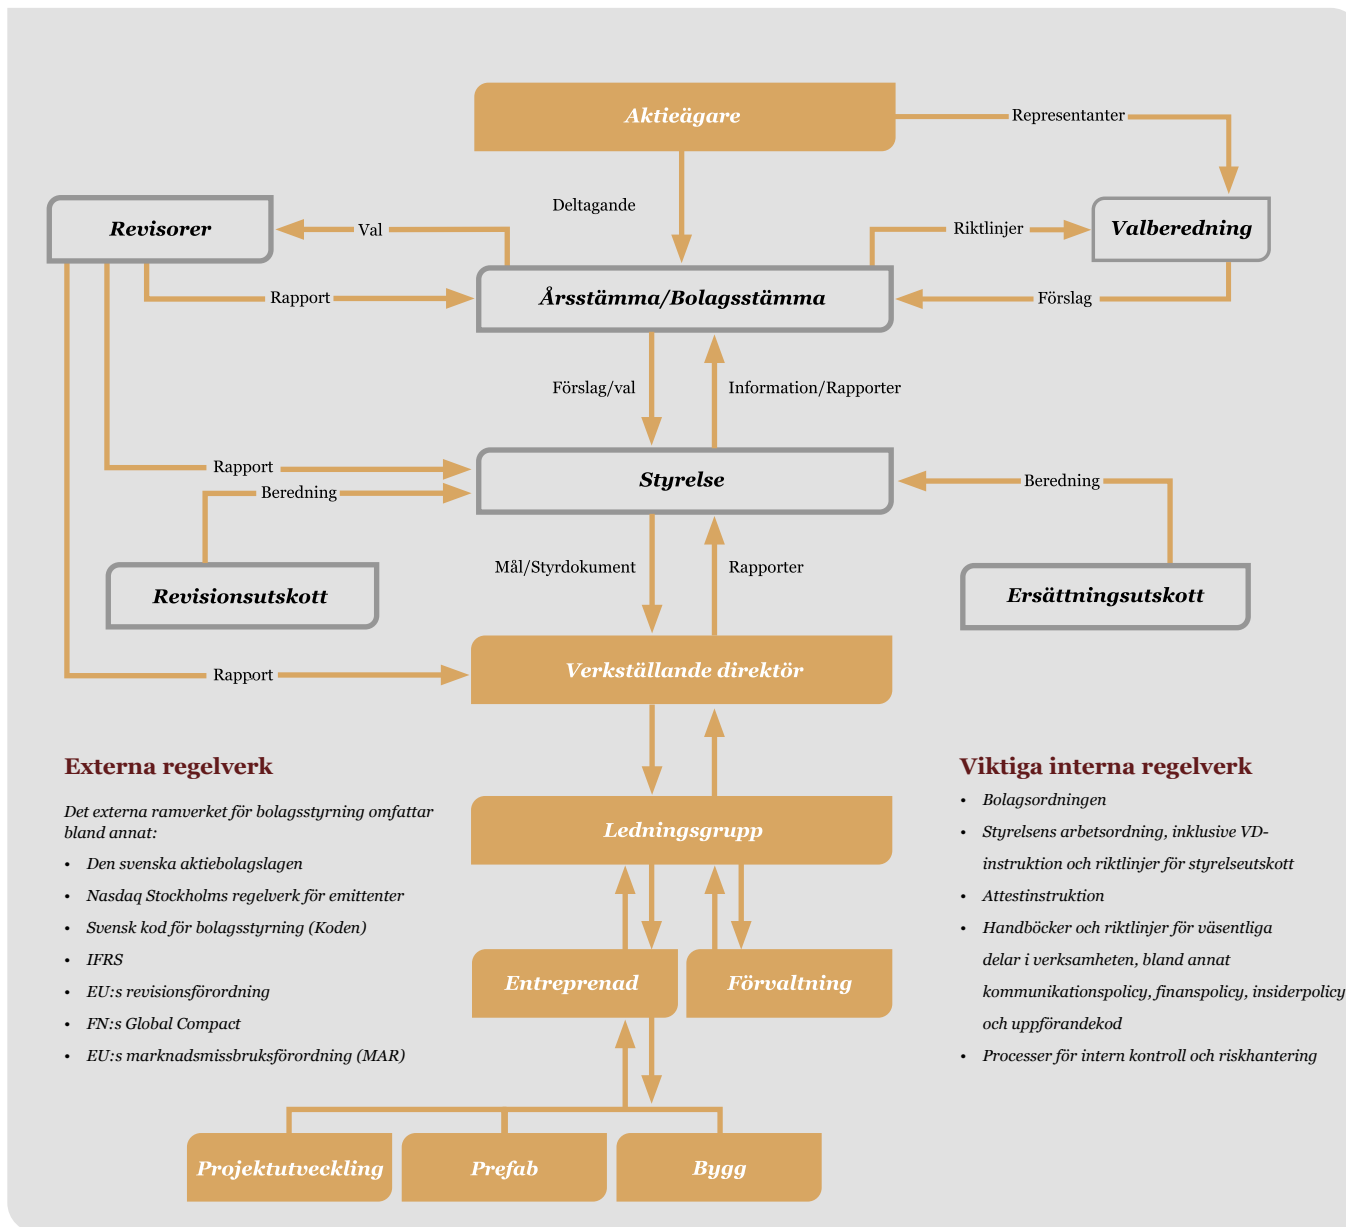 Aktieägare
Representanter
Deltagande
Revisorer
Val
Riktlinjer
Valberedning
Rapport
Årsstämma/Bolagsstämma
Förslag
Förslag/val
Information/Rapporter
Rapport
Beredning
Styrelse
Beredning
Mål/Styrdokument
Rapporter
Revisionsutskott
Ersättningsutskott
Rapport
Verkställande direktör
Ledningsgrupp
Entreprenad
Förvaltning
Projektutveckling
Prefab
Bygg
Externa regelverk
Det externa ramverket för bolagsstyrning omfattar
bland annat:
• Den svenska aktiebolagslagen
• Nasdaq Stockholms regelverk för emittenter
• Svensk kod för bolagsstyrning (Koden)
• IFRS
• EU:s revisionsförordning
• FN:s Global Compact
• EU:s marknadsmissbruksförordning (MAR)
Viktiga interna regelverk
• Bolagsordningen
• Styrelsens arbetsordning, inklusive VD-
instruktion och riktlinjer för styrelseutskott
• Attestinstruktion
• Handböcker och riktlinjer för väsentliga
delar i verksamheten, bland annat
kommunikationspolicy, finanspolicy, insiderpolicy
och uppförandekod
• Processer för intern kontroll och riskhantering